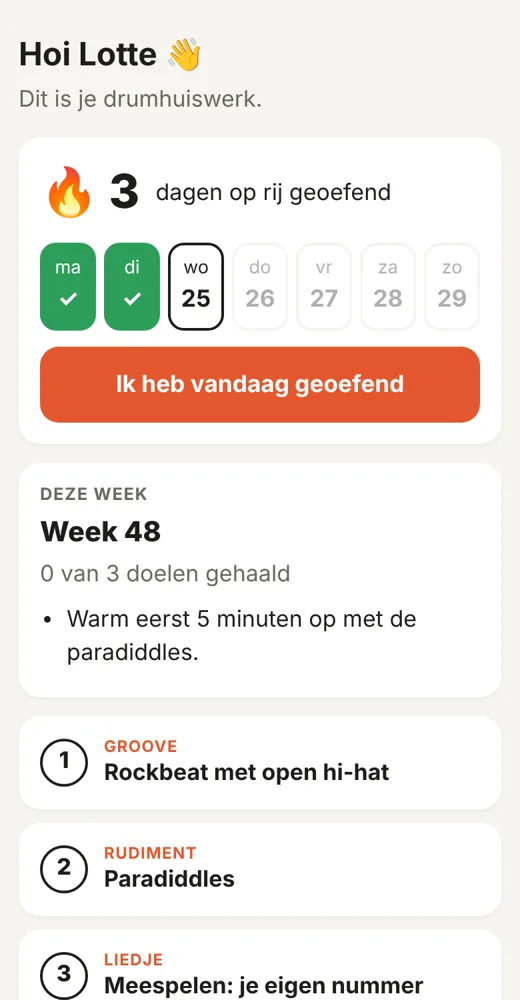 Hoi Lotte 👋
Dit is je drumhuiswerk.
🔥 3 dagen op rij geoefend
ma di wo do vr za zo
✓ ✓ 25 26 27 28 29
Ik heb vandaag geoefend
DEZE WEEK
Week 48
0 van 3 doelen gehaald
• Warm eerst 5 minuten op met de
paradiddles.
1
GROOVE
Rockbeat met open hi-hat
2
RUDIMENT
Paradiddles
3
LIEDJE
Meespelen: je eigen nummer